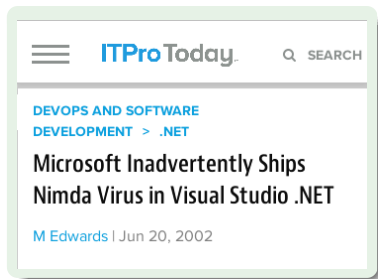 ITProToday
SEARCH
DEVOPS AND SOFTWARE
DEVELOPMENT > .NET
Microsoft Inadvertently Ships
Nimda Virus in Visual Studio .NET
M Edwards | Jun 20, 2002